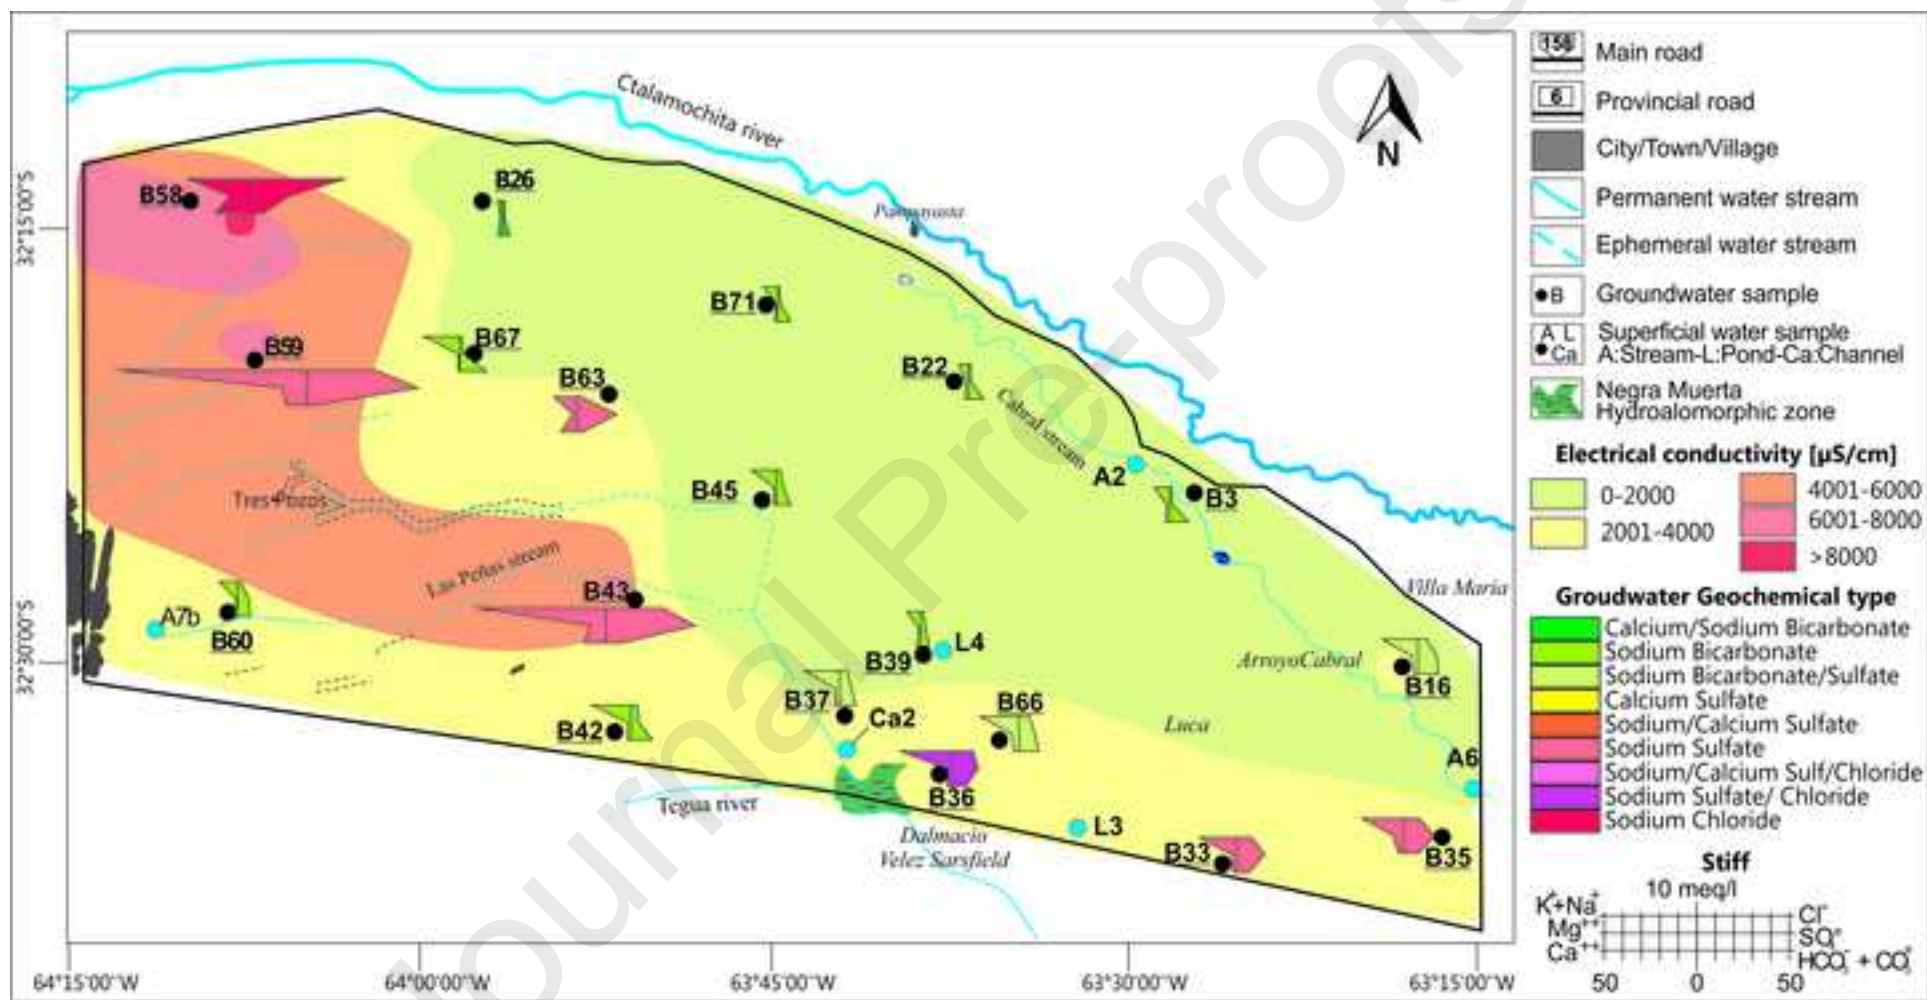 Journal Pre-proofs
Ctalamochita river
N
B58
B26
32°15'00"S
Pampayasta
B71
B67
B59
B63
B22
Cabral stream
A2
B3
B45
Tres Pozos
Las Peñas stream
B43
Villa Maria
A7b
B60
L4
B39
ArroyoCabral
B16
32°30'00"S
B37
B66
Ca2
B42
Luca
A6
B36
Tegua river
L3
Dalmacio
Velez Sarsfield
B33
B35
64°15'00"W
64°00'00"W
63°45'00"W
63°30'00"W
63°15'00"W
158
Main road
6
Provincial road
City/Town/Village
Permanent water stream
Ephemeral water stream
B
Groundwater sample
A L
Ca
Superficial water sample
A:Stream-L:Pond-Ca:Channel
Negra Muerta
Hydroalomorphic zone
Electrical conductivity [µS/cm]
0-2000
2001-4000
4001-6000
6001-8000
>8000
Groudwater Geochemical type
Calcium/Sodium Bicarbonate
Sodium Bicarbonate
Sodium Bicarbonate/Sulfate
Calcium Sulfate
Sodium/Calcium Sulfate
Sodium Sulfate
Sodium/Calcium Sulf/Chloride
Sodium Sulfate/ Chloride
Sodium Chloride
Stiff
10 meq/l
K⁺+Na⁺
Mg⁺⁺
Ca⁺⁺
Cl⁻
SO₄⁼
HCO₃⁻ + CO₃⁼
50 0 50